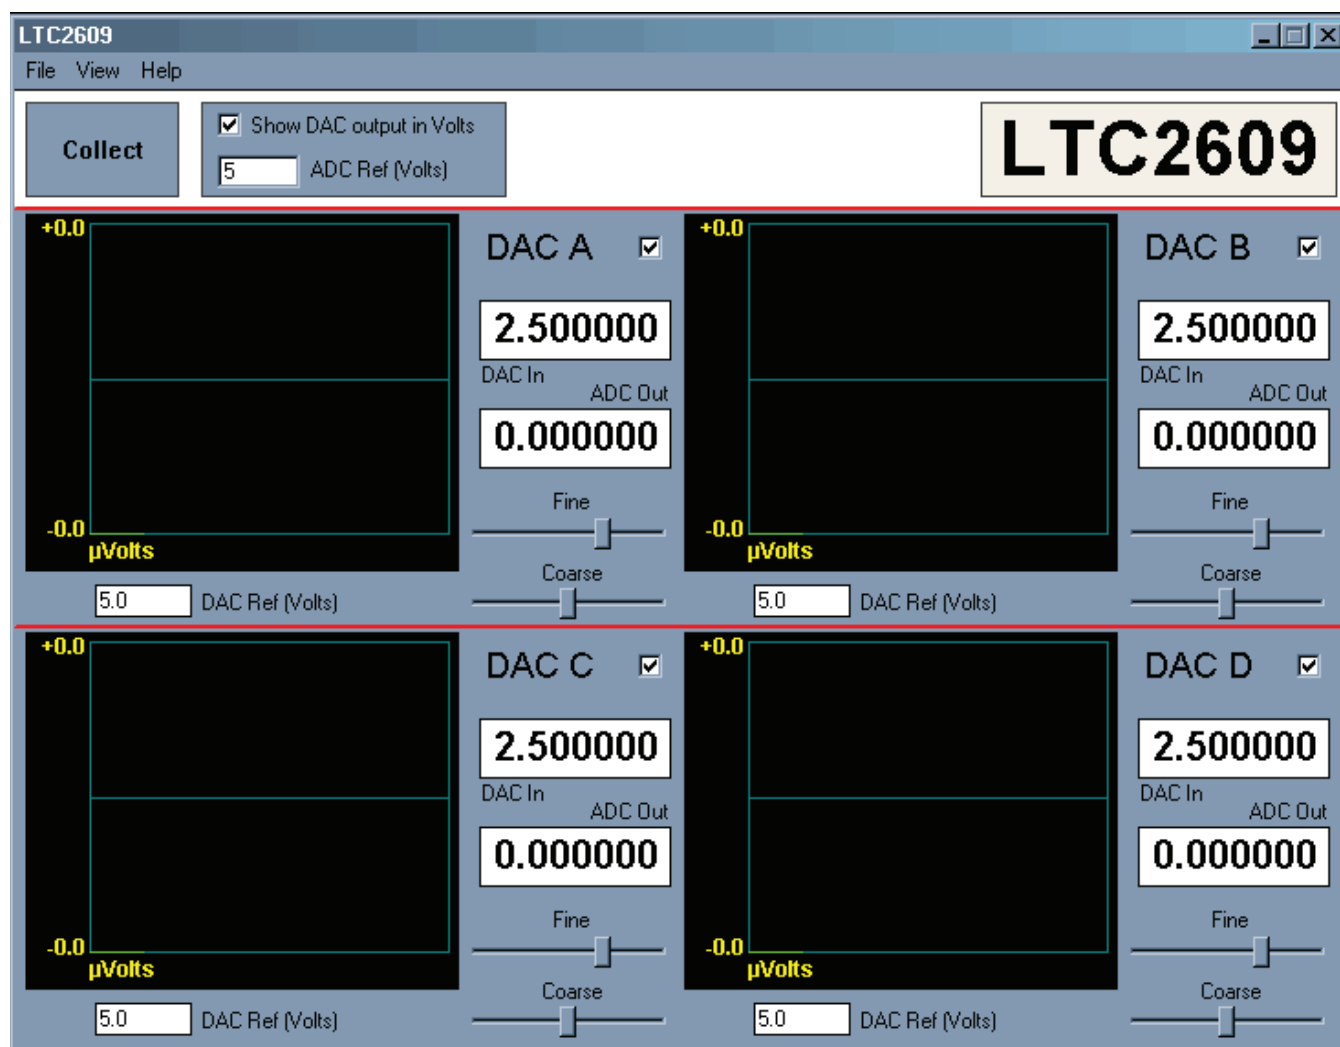 LTC2609
File View Help
Collect
Show DAC output in Volts
5 ADC Ref (Volts)
LTC2609
+0.0
-0.0
µVolts
5.0 DAC Ref (Volts)
DAC A
2.500000
DAC In
ADC Out
0.000000
Fine
Coarse
+0.0
-0.0
µVolts
5.0 DAC Ref (Volts)
DAC B
2.500000
DAC In
ADC Out
0.000000
Fine
Coarse
+0.0
-0.0
µVolts
5.0 DAC Ref (Volts)
DAC C
2.500000
DAC In
ADC Out
0.000000
Fine
Coarse
+0.0
-0.0
µVolts
5.0 DAC Ref (Volts)
DAC D
2.500000
DAC In
ADC Out
0.000000
Fine
Coarse